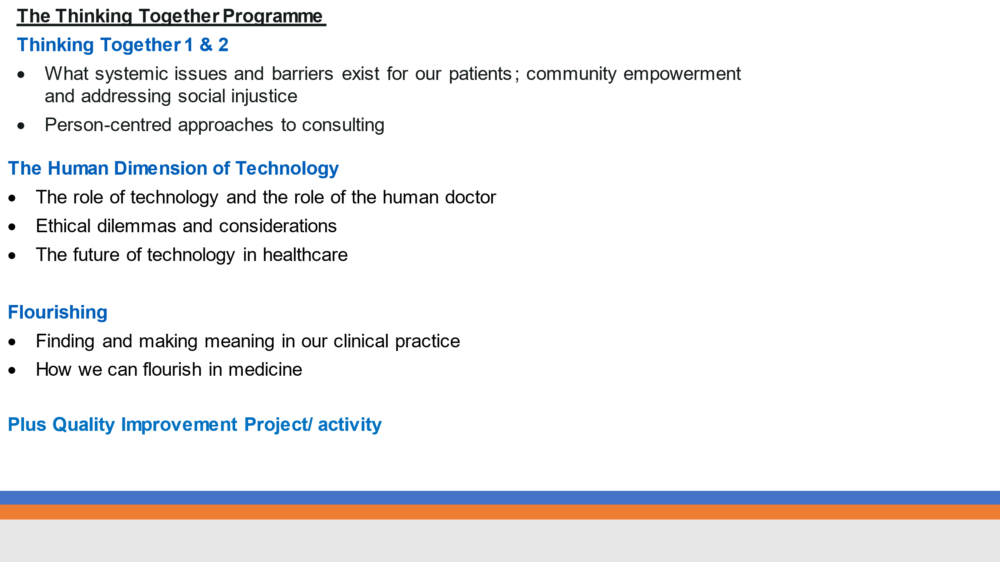 The Thinking Together Programme
Thinking Together 1 & 2
• What systemic issues and barriers exist for our patients; community empowerment
and addressing social injustice
• Person-centred approaches to consulting
The Human Dimension of Technology
• The role of technology and the role of the human doctor
• Ethical dilemmas and considerations
• The future of technology in healthcare
Flourishing
• Finding and making meaning in our clinical practice
• How we can flourish in medicine
Plus Quality Improvement Project/ activity